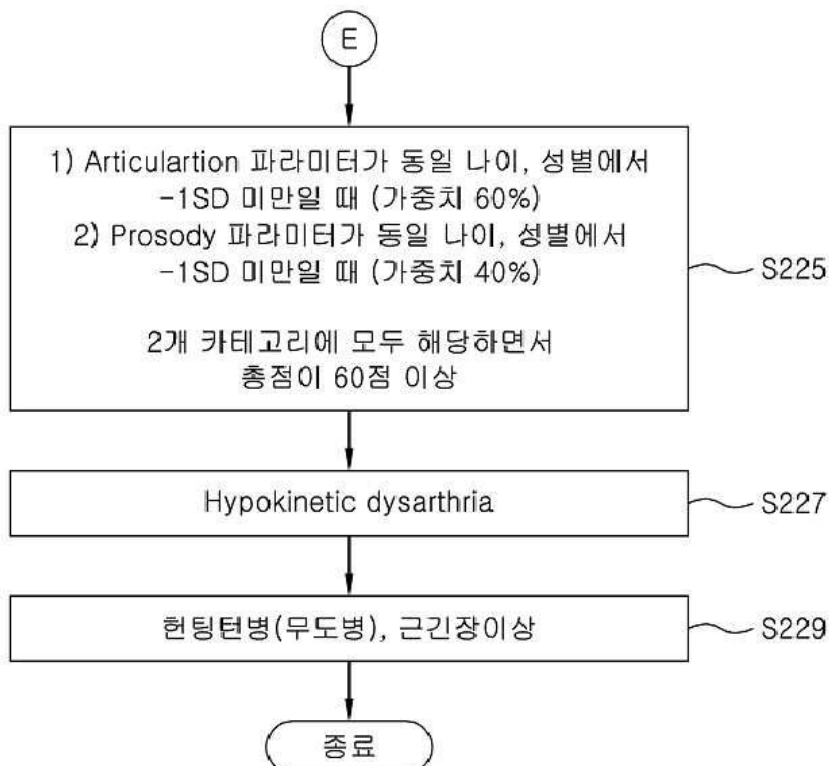 E
1) Articulartion 파라미터가 동일 나이, 성별에서
-1SD 미만일 때 (가중치 60%)
2) Prosody 파라미터가 동일 나이, 성별에서
-1SD 미만일 때 (가중치 40%)
2개 카테고리에 모두 해당하면서
총점이 60점 이상
S225
Hypokinetic dysarthria
S227
헌팅턴병(무도병), 근긴장이상
S229
종료